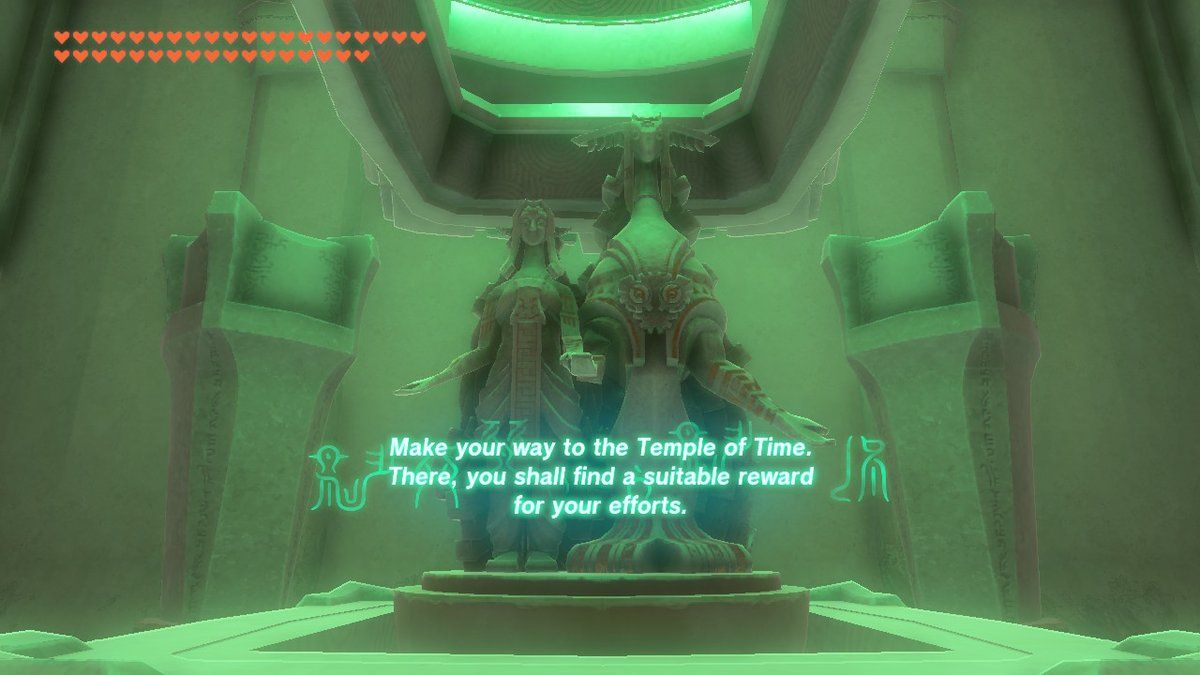 Make your way to the Temple of Time.
There, you shall find a suitable reward
for your efforts.